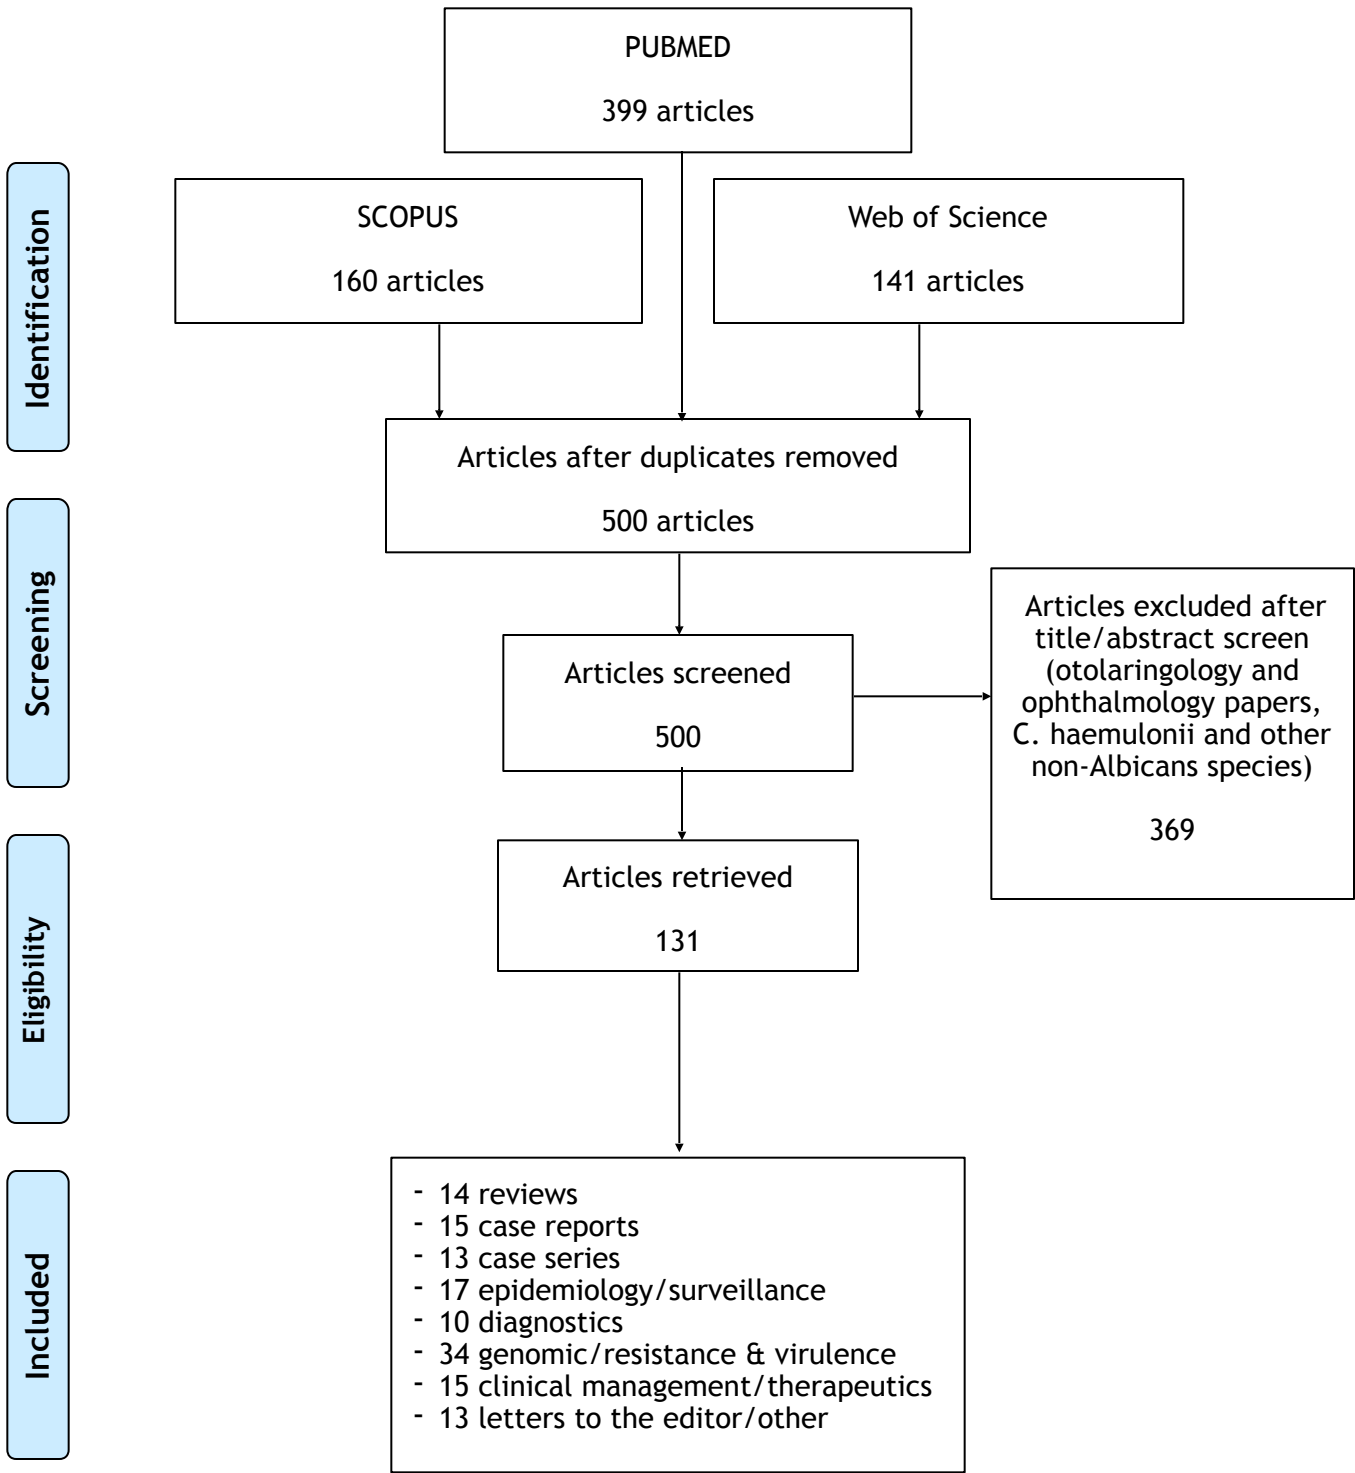 PUBMED
399 articles
SCOPUS
160 articles
Web of Science
141 articles
Identification
Articles after duplicates removed
500 articles
Screening
Articles screened
500
Articles excluded after
title/abstract screen
(otolaringology and
ophthalmology papers,
C. haemulonii and other
non-Albicans species)
369
Eligibility
Articles retrieved
131
Included
- 14 reviews
- 15 case reports
- 13 case series
- 17 epidemiology/surveillance
- 10 diagnostics
- 34 genomic/resistance & virulence
- 15 clinical management/therapeutics
- 13 letters to the editor/other